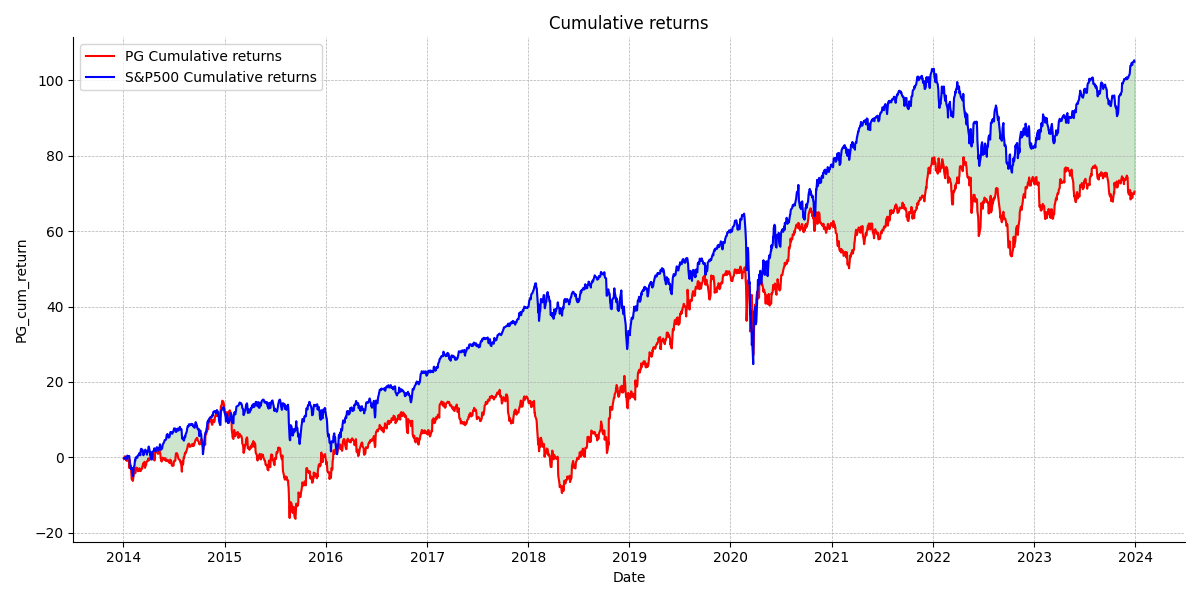 Cumulative returns
PG Cumulative returns
S&P500 Cumulative returns
PG_cum_return
100
80
60
40
20
0
−20
2014 2015 2016 2017 2018 2019 2020 2021 2022 2023 2024
Date